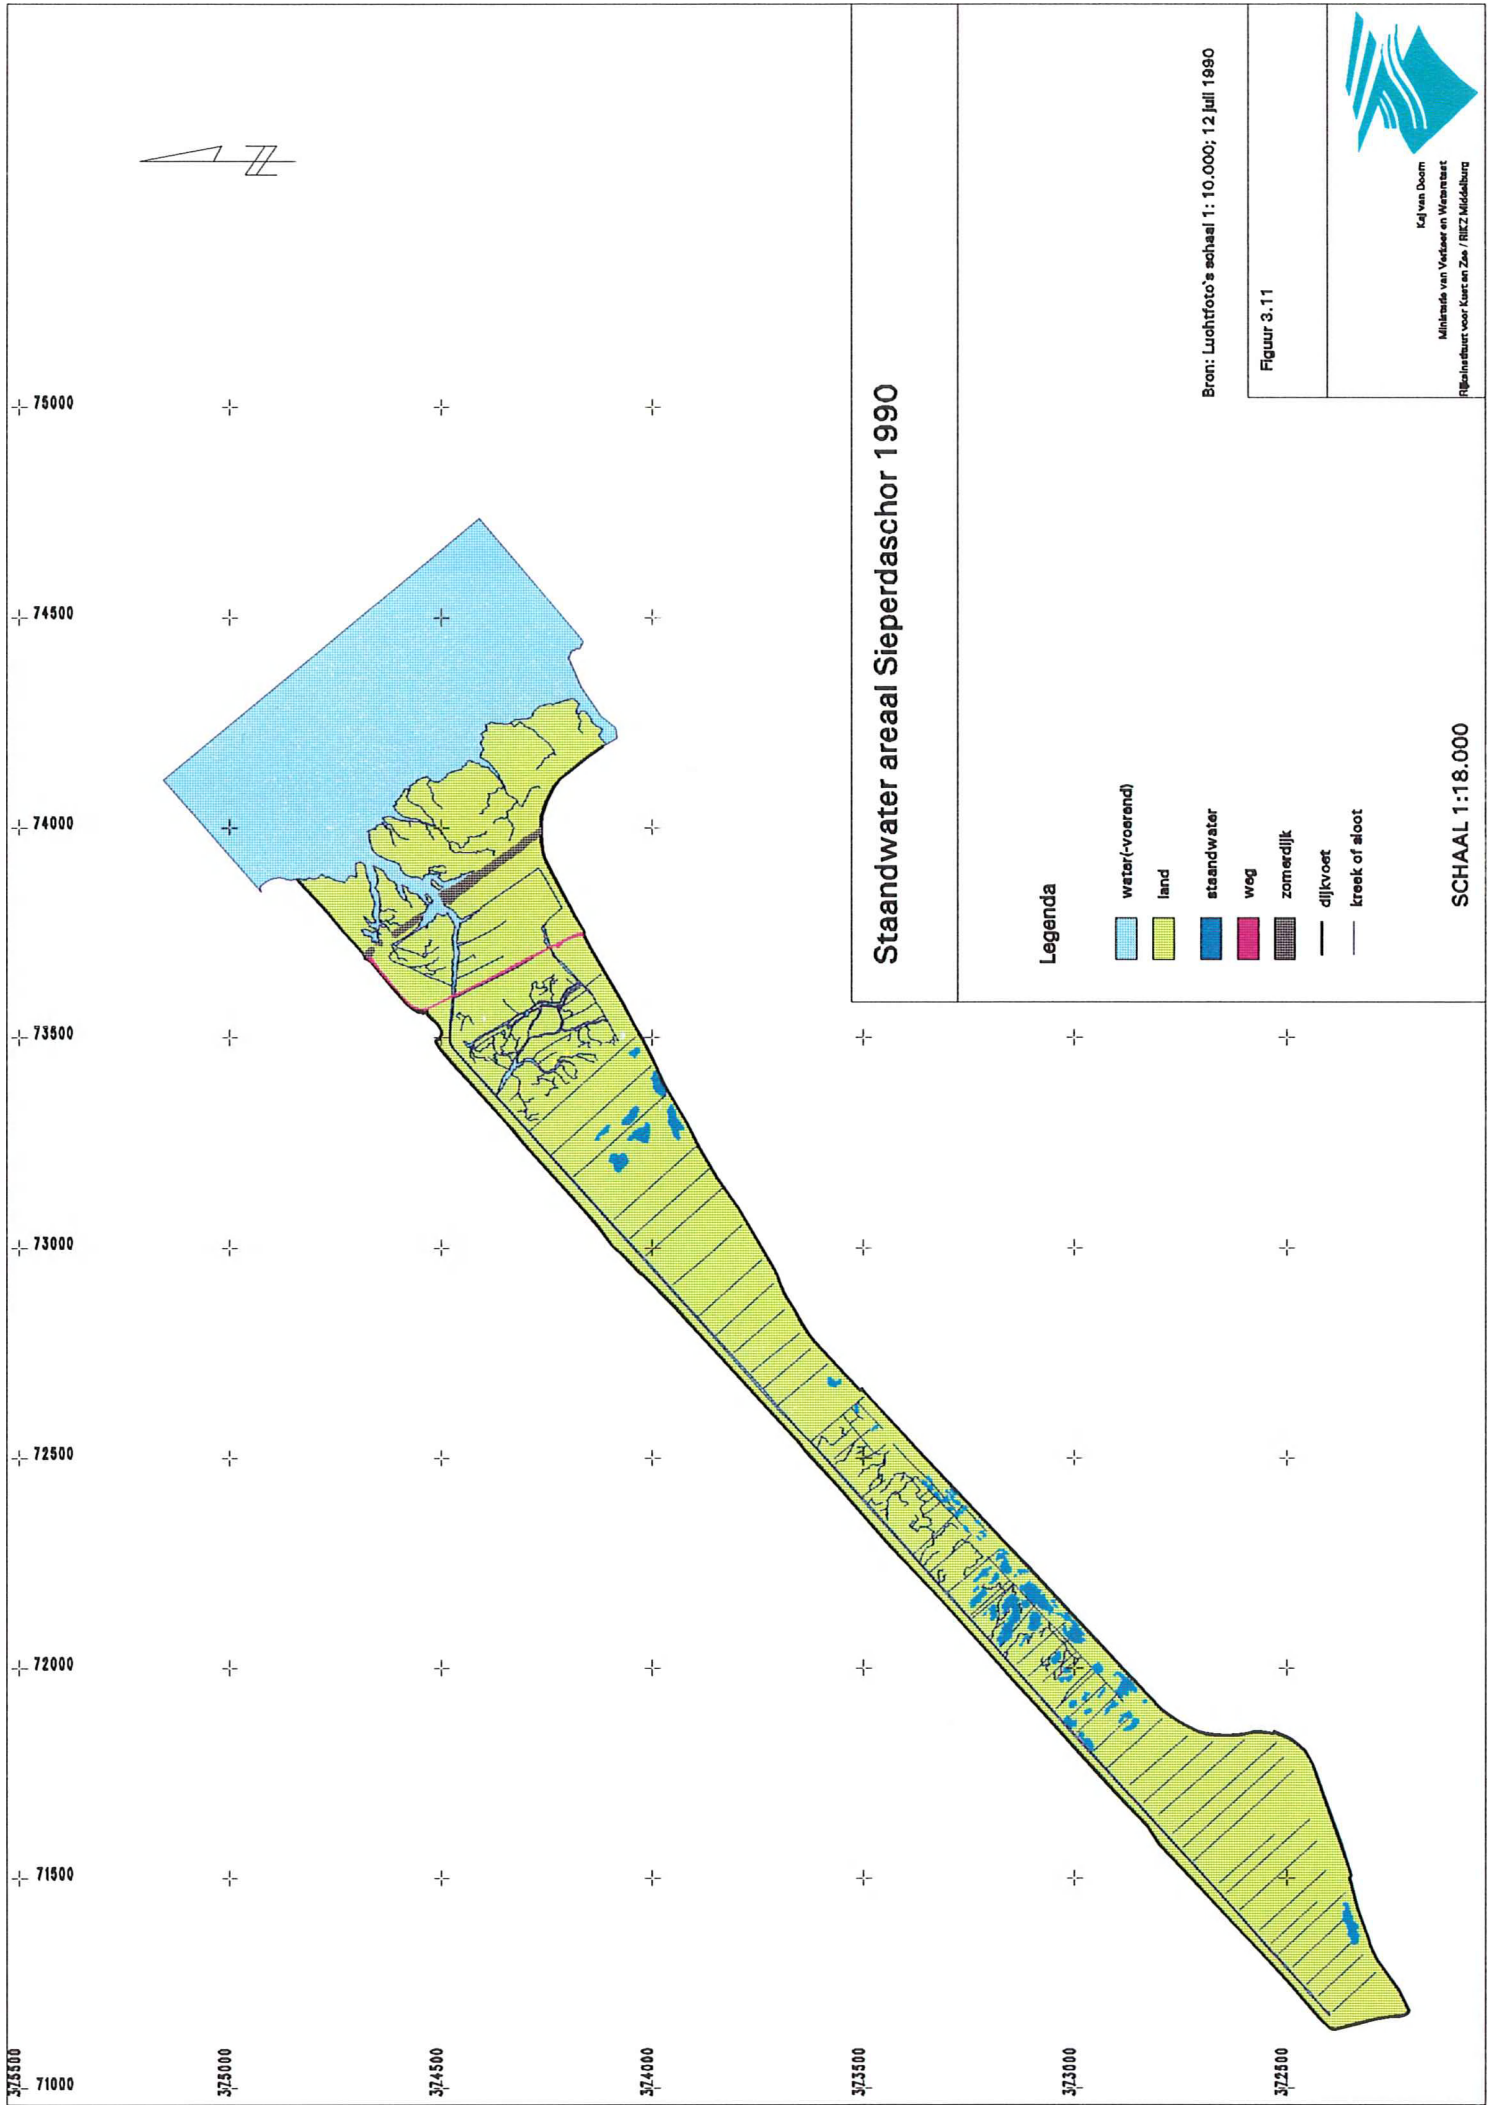 Staandwater areaal Sieperdaschor 1990
Legenda
water(-voerend)
land
staandwater
weg
zomerdijk
dijkvoet
kreek of sloot
SCHAAL 1:18.000
Bron: Luchtfoto`s schaal 1: 10.000; 12 juli 1990
Figuur 3.11
Kaj van Doorn
Ministerie van Verkeer en Waterstaat
Rijksinstituut voor Kust en Zee / RIKZ Middelburg
N
71000
71500
72000
72500
73000
73500
74000
74500
75000
375500
375000
374500
374000
373500
373000
372500